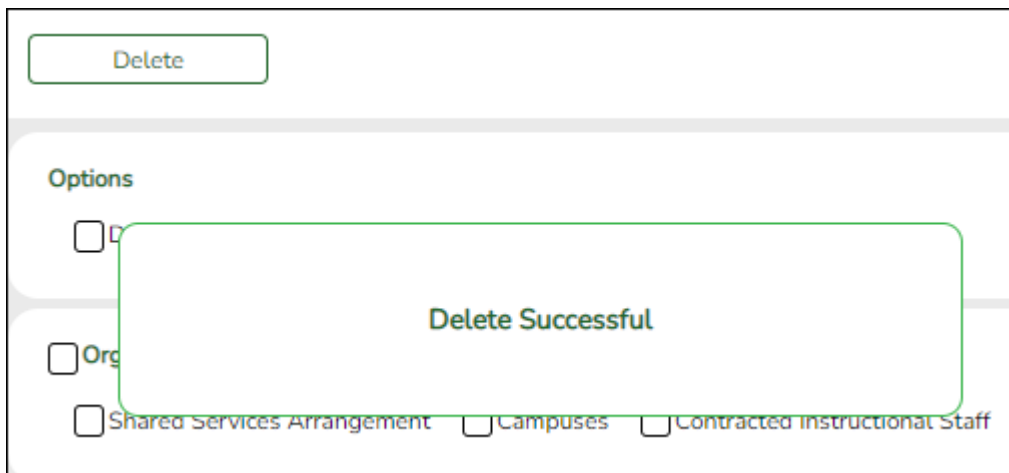 Delete
Options
Delete Successful
Shared Services Arrangement Campuses Contracted Instructional Staff